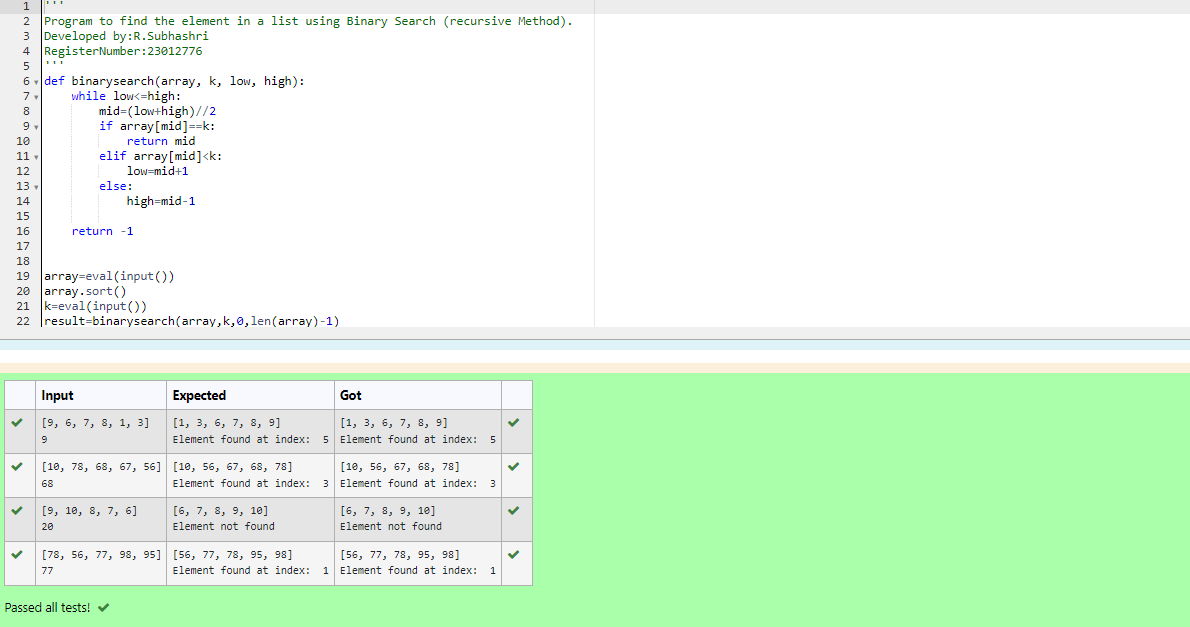 1 '''
2 Program to find the element in a list using Binary Search (recursive Method).
3 Developed by:R.Subhashri
4 RegisterNumber:23012776
5 '''
6 def binarysearch(array, k, low, high):
7     while low<=high:
8         mid=(low+high)//2
9         if array[mid]==k:
10             return mid
11         elif array[mid]<k:
12             low=mid+1
13         else:
14             high=mid-1
15
16     return -1
17
18
19 array=eval(input())
20 array.sort()
21 k=eval(input())
22 result=binarysearch(array,k,0,len(array)-1)
Input Expected Got
[9, 6, 7, 8, 1, 3] [1, 3, 6, 7, 8, 9] [1, 3, 6, 7, 8, 9]
9 Element found at index:  5 Element found at index:  5
[10, 78, 68, 67, 56] [10, 56, 67, 68, 78] [10, 56, 67, 68, 78]
68 Element found at index:  3 Element found at index:  3
[9, 10, 8, 7, 6] [6, 7, 8, 9, 10] [6, 7, 8, 9, 10]
20 Element not found Element not found
[78, 56, 77, 98, 95] [56, 77, 78, 95, 98] [56, 77, 78, 95, 98]
77 Element found at index:  1 Element found at index:  1
Passed all tests!